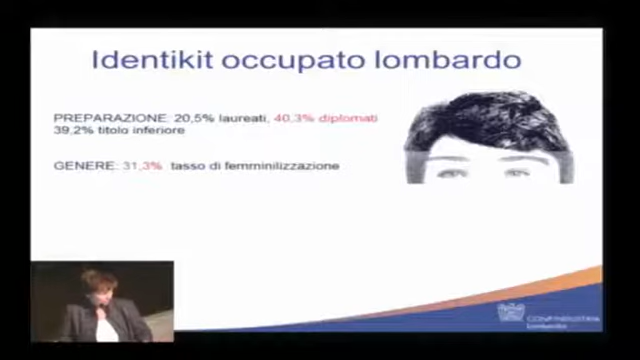 Identikit occupato lombardo
PREPARAZIONE: 20,5% laureati, 40,3% diplomati
39,2% titolo inferiore
GENERE: 31,3% tasso di femminilizzazione
CONFINDUSTRIA
Lombardia